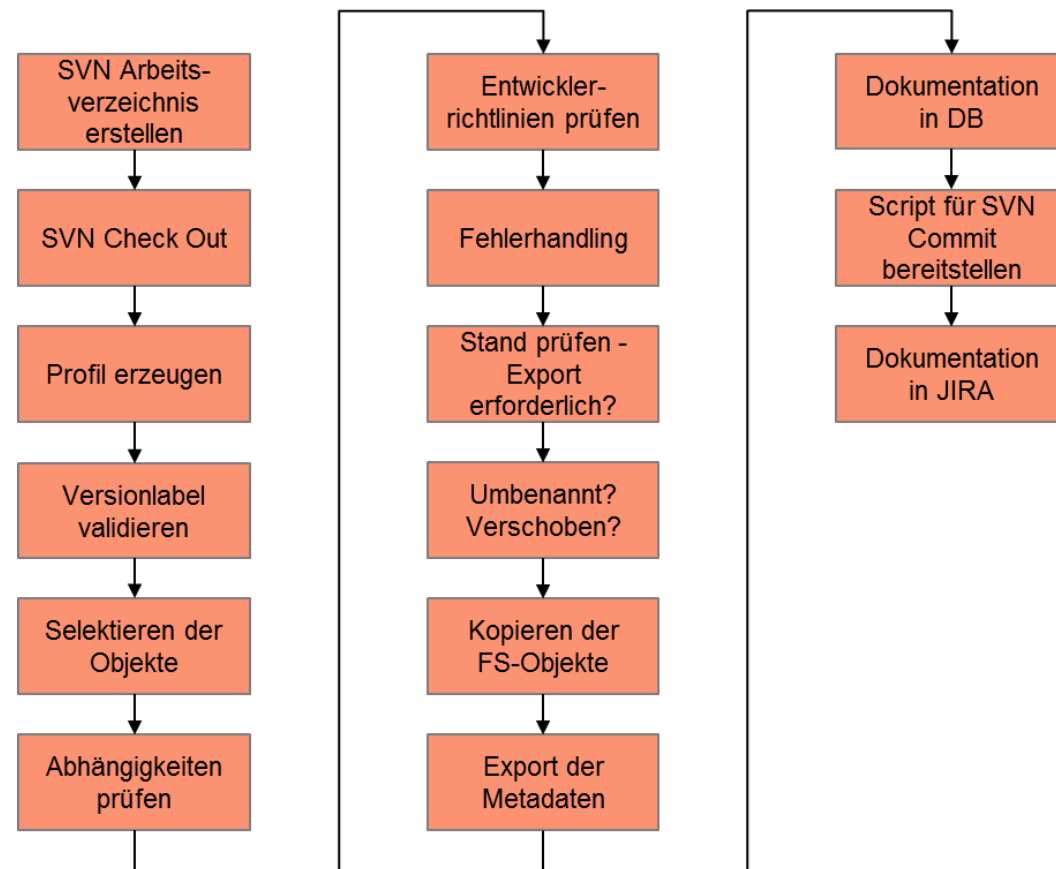 SVN Arbeits-
verzeichnis
erstellen
SVN Check Out
Profil erzeugen
Versionlabel
validieren
Selektieren der
Objekte
Abhängigkeiten
prüfen
Entwickler-
richtlinien prüfen
Fehlerhandling
Stand prüfen -
Export
erforderlich?
Umbenannt?
Verschoben?
Kopieren der
FS-Objekte
Export der
Metadaten
Dokumentation
in DB
Script für SVN
Commit
bereitstellen
Dokumentation
in JIRA